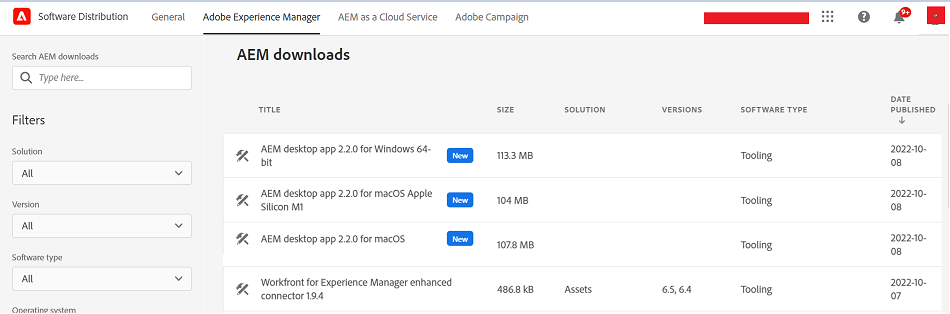 Software Distribution General Adobe Experience Manager AEM as a Cloud Service Adobe Campaign 9+
Search AEM downloads
Type here...
Filters
Solution
All
Version
All
Software type
All
Operating system
AEM downloads
TITLE SIZE SOLUTION VERSIONS SOFTWARE TYPE DATE
PUBLISHED
AEM desktop app 2.2.0 for Windows 64-
bit
New 113.3 MB Tooling 2022-10-
08
AEM desktop app 2.2.0 for macOS Apple
Silicon M1
New 104 MB Tooling 2022-10-
08
AEM desktop app 2.2.0 for macOS New 107.8 MB Tooling 2022-10-
08
Workfront for Experience Manager enhanced
connector 1.9.4
486.8 kB Assets 6.5, 6.4 Tooling 2022-10-
07